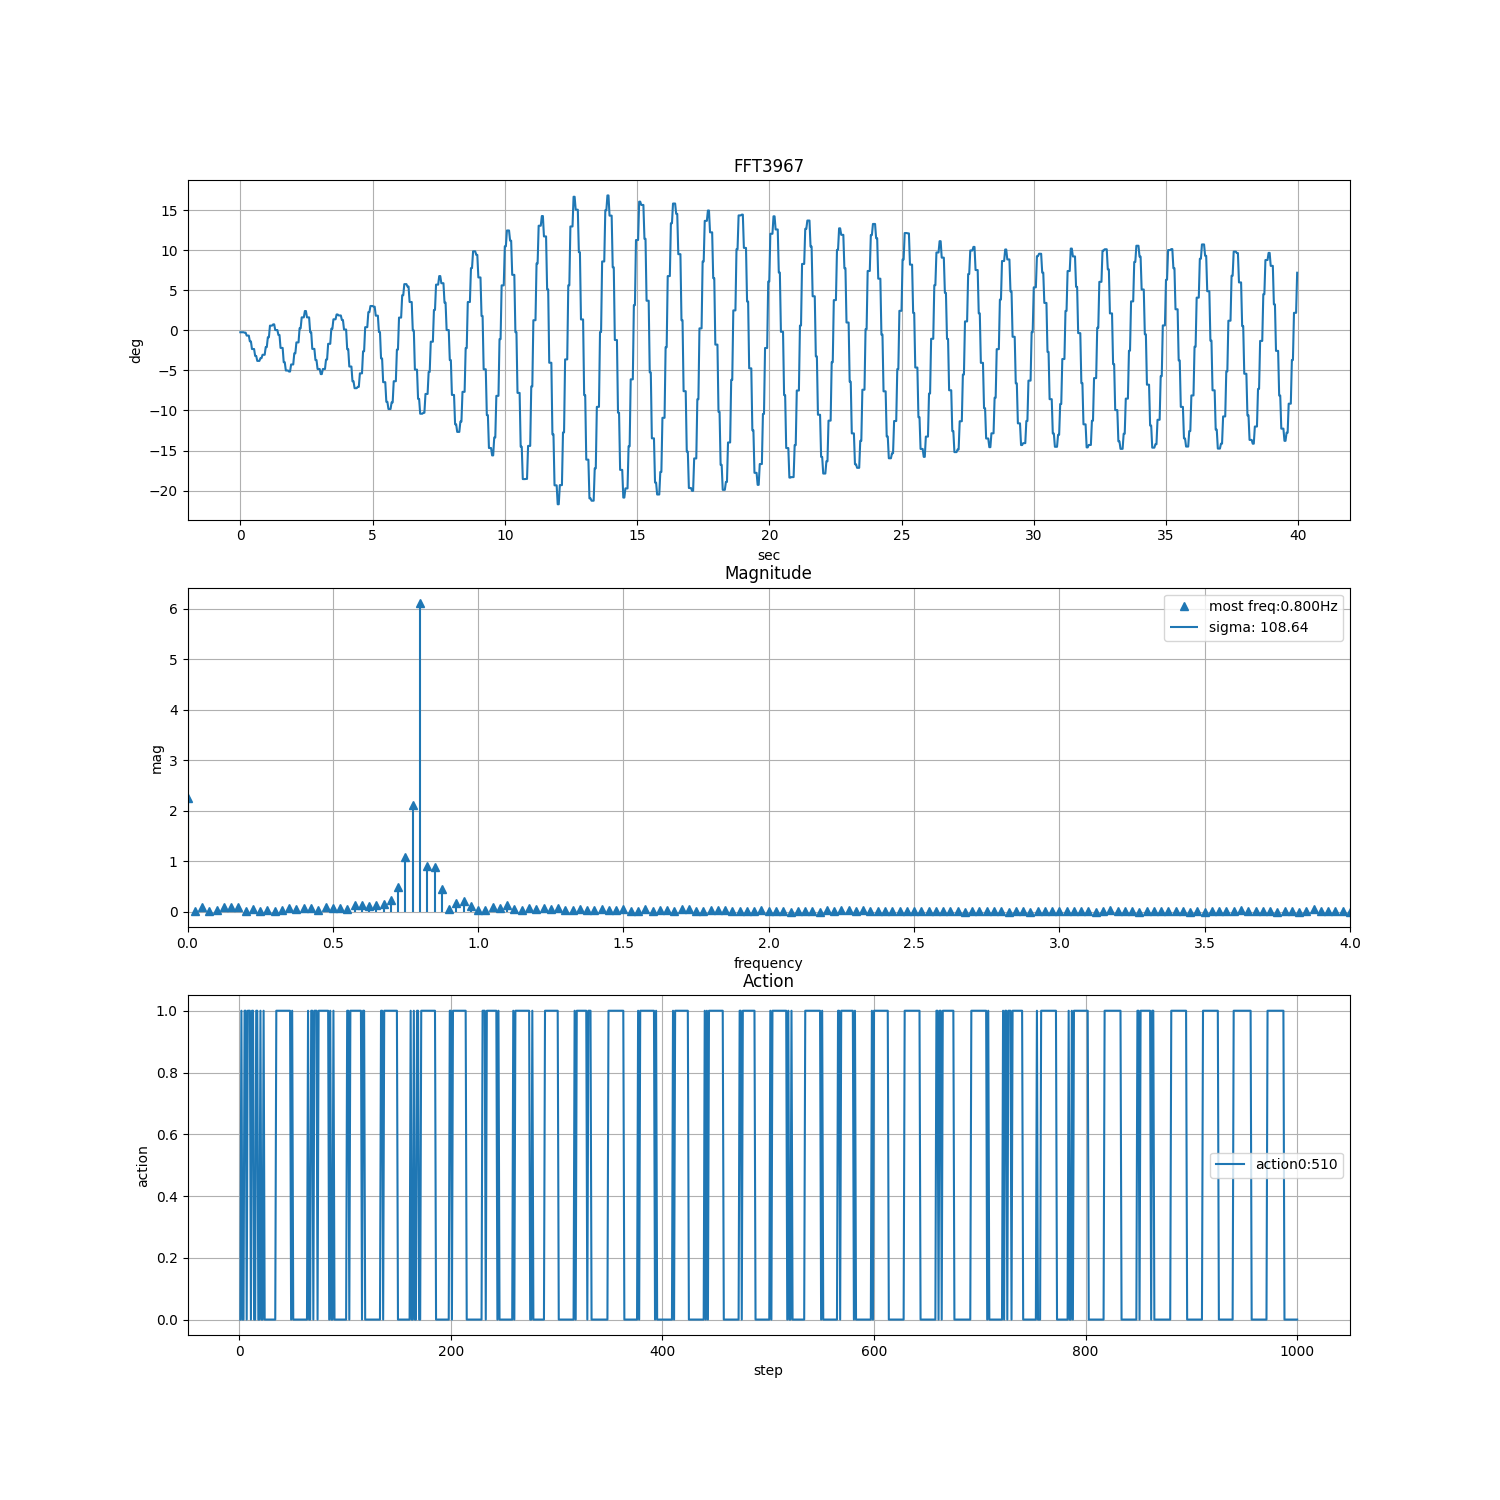 FFT3967
15
10
5
0
−5
−10
−15
−20
deg
0 5 10 15 20 25 30 35 40
sec
Magnitude
6
5
4
3
2
1
0
mag
most freq:0.800Hz
sigma: 108.64
0.0 0.5 1.0 1.5 2.0 2.5 3.0 3.5 4.0
frequency
Action
1.0
0.8
0.6
0.4
0.2
0.0
action
action0:510
0 200 400 600 800 1000
step